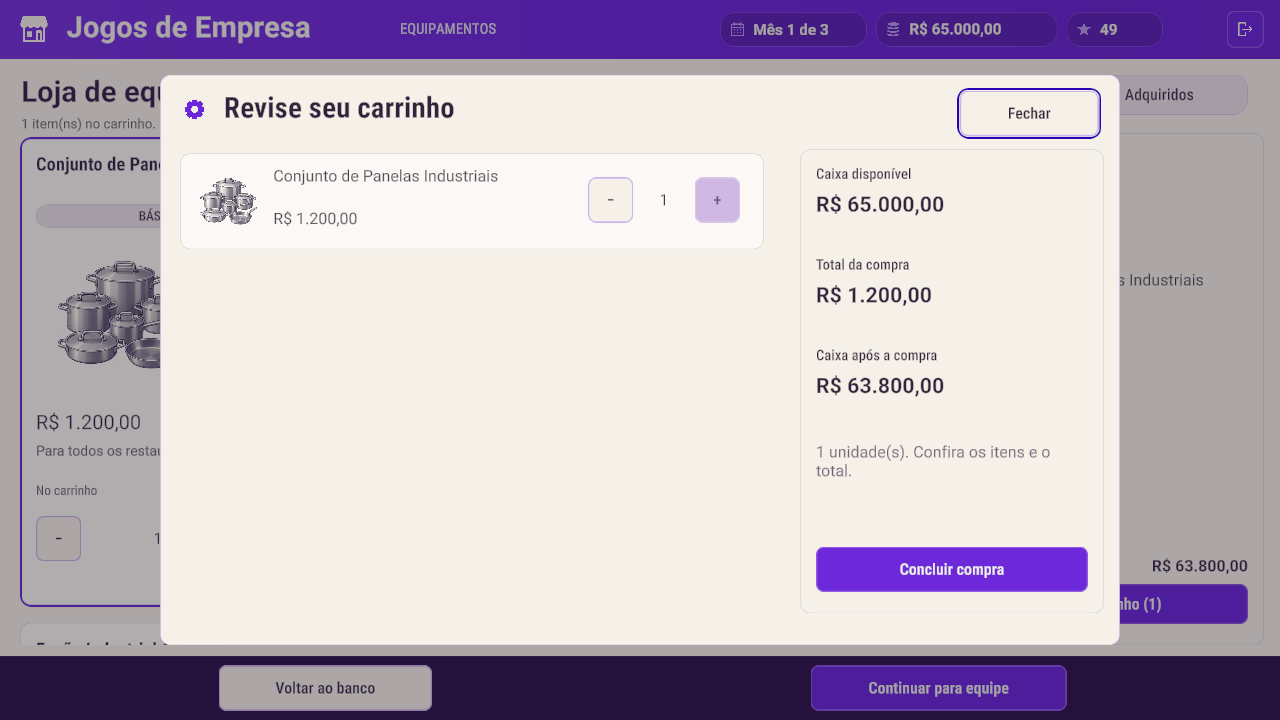 Jogos de Empresa
EQUIPAMENTOS
Mês 1 de 3
R$ 65.000,00
49
Loja de equ
1 item(ns) no carrinho.
Adquiridos
Revise seu carrinho
Fechar
Conjunto de Panelas Industriais
R$ 1.200,00
-
1
+
Caixa disponível
R$ 65.000,00
Total da compra
R$ 1.200,00
Caixa após a compra
R$ 63.800,00
1 unidade(s). Confira os itens e o
total.
Concluir compra
Conjunto de Pane
BÁS
R$ 1.200,00
Para todos os restau
No carrinho
-
1
s Industriais
R$ 63.800,00
nho (1)
Voltar ao banco
Continuar para equipe